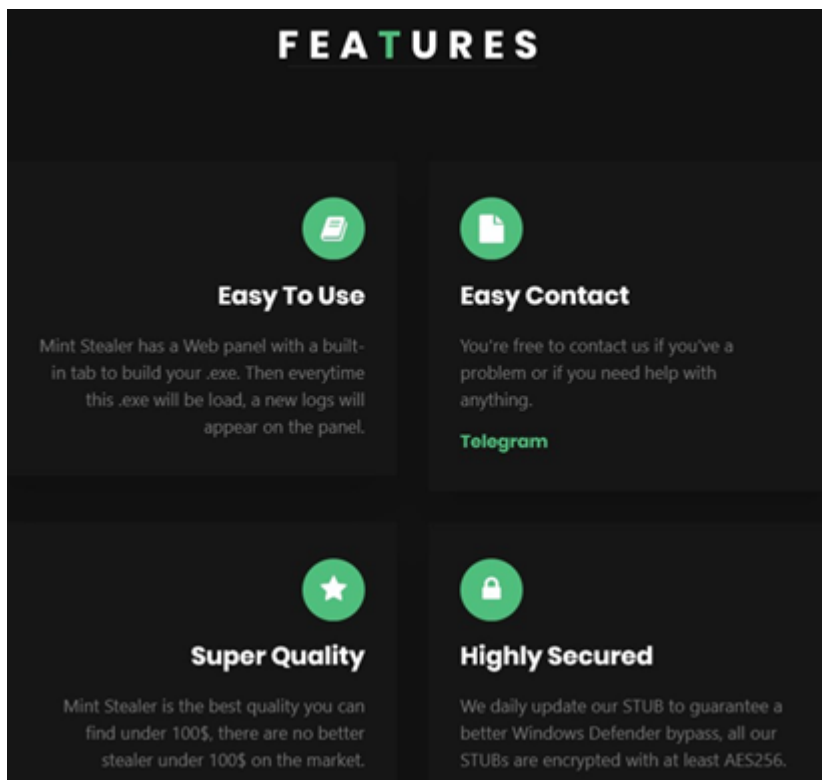 FEATURES
Easy To Use
Mint Stealer has a Web panel with a built-
in tab to build your .exe. Then everytime
this .exe will be load, a new logs will
appear on the panel.
Easy Contact
You're free to contact us if you've a
problem or if you need help with
anything.
Telegram
Super Quality
Mint Stealer is the best quality you can
find under 100$, there are no better
stealer under 100$ on the market.
Highly Secured
We daily update our STUB to guarantee a
better Windows Defender bypass, all our
STUBs are encrypted with at least AES256.